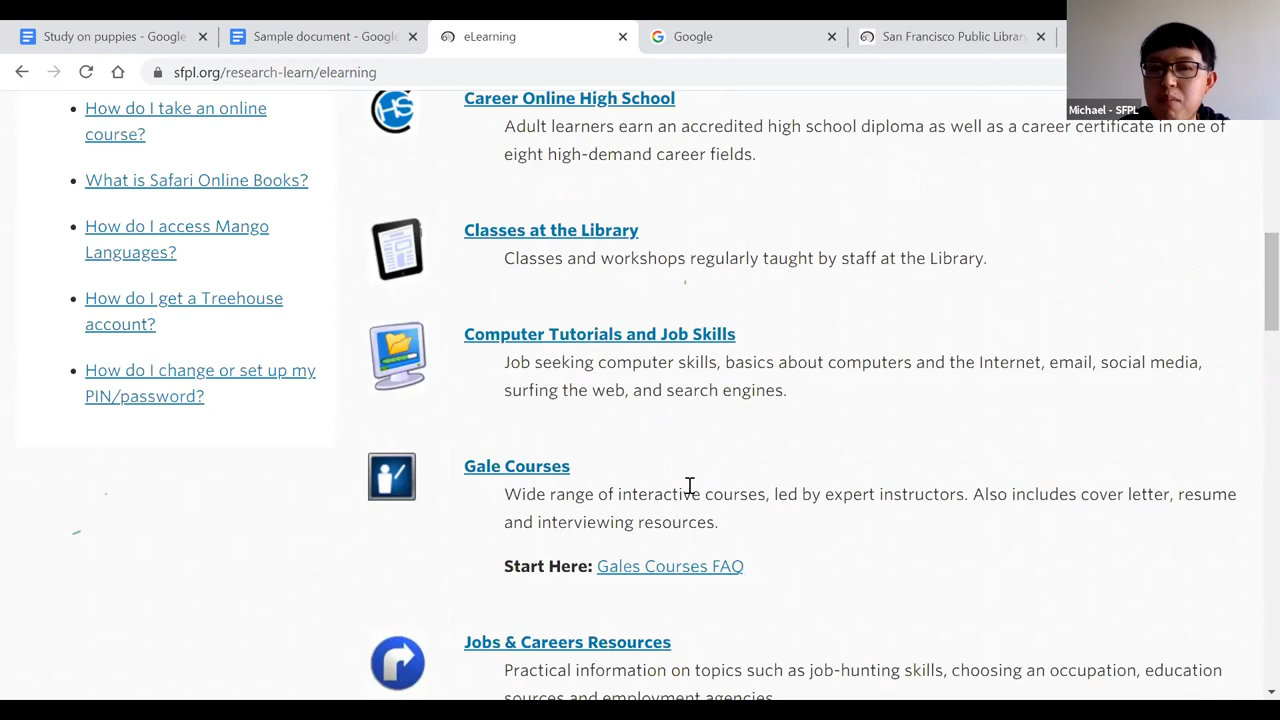 Study on puppies - Google
Sample document - Google
eLearning
Google
San Francisco Public Library
sfpl.org/research-learn/elearning
Michael - SFPL
How do I take an online
course?
What is Safari Online Books?
How do I access Mango
Languages?
How do I get a Treehouse
account?
How do I change or set up my
PIN/password?
HS
Career Online High School
Adult learners earn an accredited high school diploma as well as a career certificate in one of
eight high-demand career fields.
Classes at the Library
Classes and workshops regularly taught by staff at the Library.
Computer Tutorials and Job Skills
Job seeking computer skills, basics about computers and the Internet, email, social media,
surfing the web, and search engines.
Gale Courses
Wide range of interactive courses, led by expert instructors. Also includes cover letter, resume
and interviewing resources.
Start Here: Gales Courses FAQ
Jobs & Careers Resources
Practical information on topics such as job-hunting skills, choosing an occupation, education
sources and employment agencies.